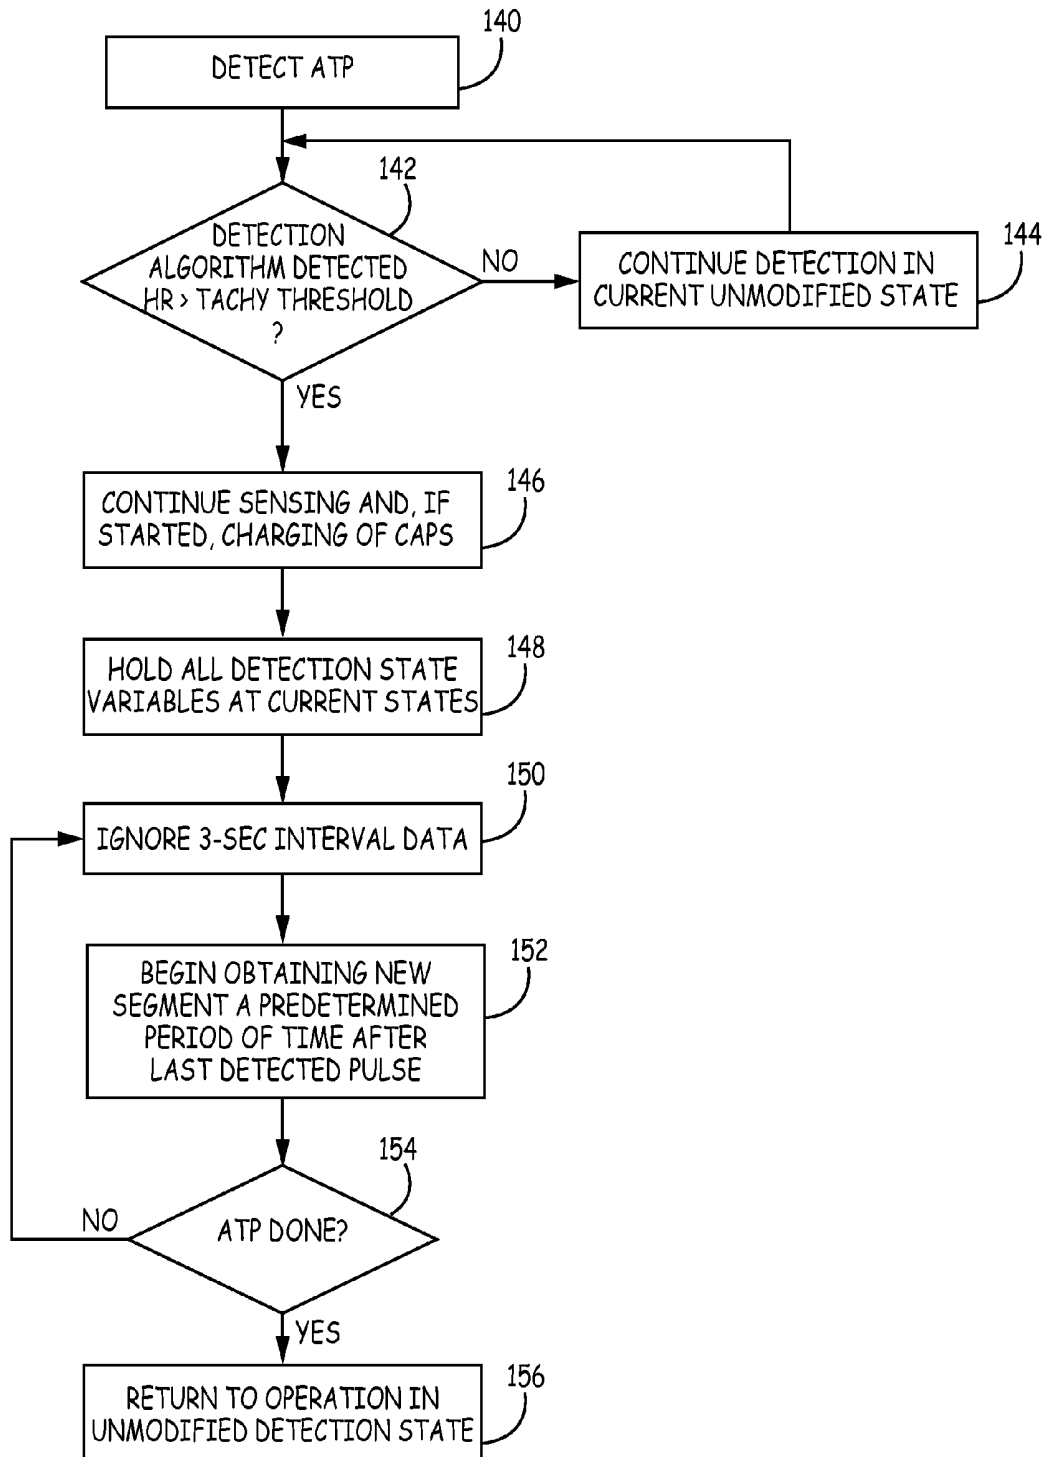 140
DETECT ATP
142
DETECTION
ALGORITHM DETECTED
HR > TACHY THRESHOLD
?
NO
144
CONTINUE DETECTION IN
CURRENT UNMODIFIED STATE
YES
146
CONTINUE SENSING AND, IF
STARTED, CHARGING OF CAPS
148
HOLD ALL DETECTION STATE
VARIABLES AT CURRENT STATES
150
IGNORE 3-SEC INTERVAL DATA
152
BEGIN OBTAINING NEW
SEGMENT A PREDETERMINED
PERIOD OF TIME AFTER
LAST DETECTED PULSE
154
ATP DONE?
NO
YES
156
RETURN TO OPERATION IN
UNMODIFIED DETECTION STATE